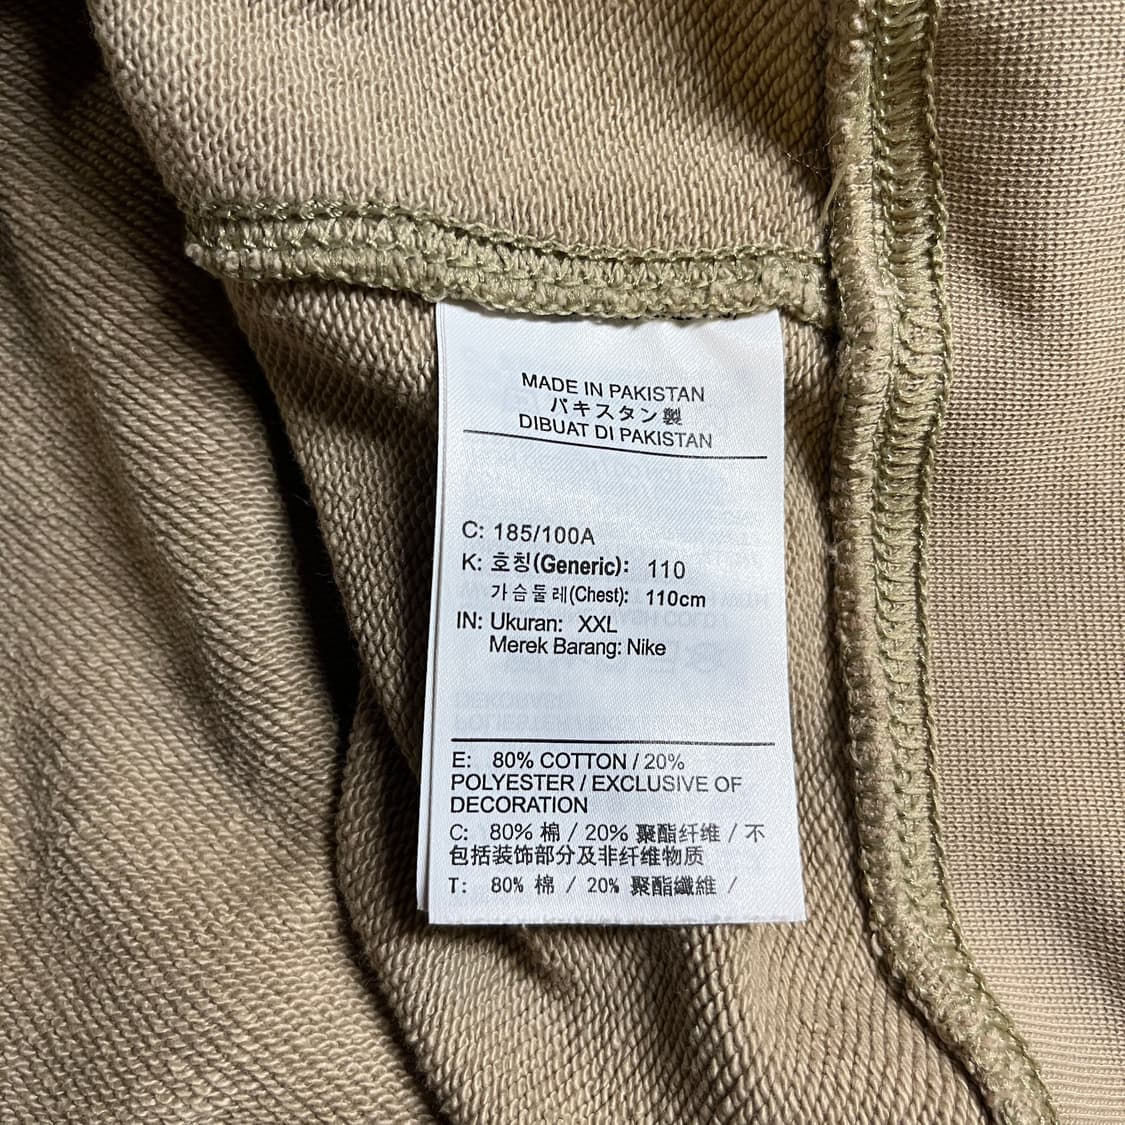 MADE IN PAKISTAN
パキスタン製
DIBUAT DI PAKISTAN
C: 185/100A
K: 호칭(Generic): 110
가슴둘레(Chest): 110cm
IN: Ukuran: XXL
Merek Barang: Nike
E: 80% COTTON / 20%
POLYESTER / EXCLUSIVE OF
DECORATION
C: 80% 棉 / 20% 聚酯纤维 / 不
包括装饰部分及非纤维物质
T: 80% 棉 / 20% 聚酯纖維 /